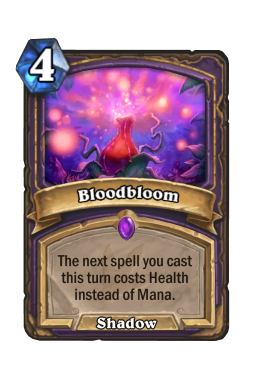 4
Bloodbloom
The next spell you cast
this turn costs Health
instead of Mana.
Shadow